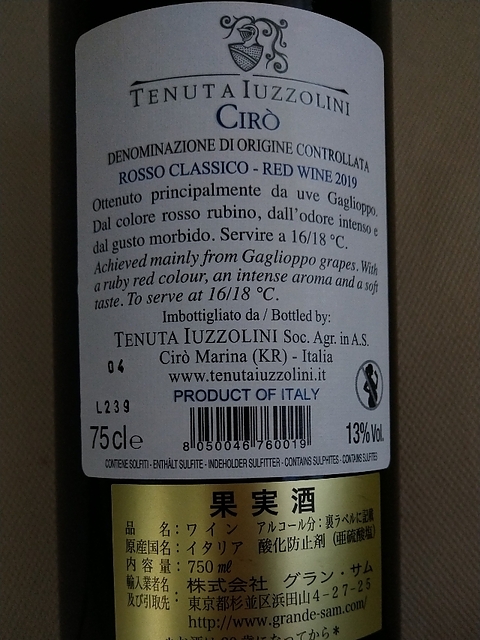 TENUTA IUZZOLINI
CIRÒ
DENOMINAZIONE DI ORIGINE CONTROLLATA
ROSSO CLASSICO - RED WINE 2019
Ottenuto principalmente da uve Gaglioppo.
Dal colore rosso rubino, dall'odore intenso e
dal gusto morbido. Servire a 16/18 °C.
Achieved mainly from Gaglioppo grapes. With
a ruby red colour, an intense aroma and a soft
taste. To serve at 16/18 °C.
Imbottigliato da / Bottled by:
TENUTA IUZZOLINI Soc. Agr. in A.S.
Cirò Marina (KR) - Italia
www.tenutaiuzzolini.it
PRODUCT OF ITALY
04
L239
75cl e
8 050046 760019
13% Vol.
CONTIENE SOLFITI - ENTHÄLT SULFITE - INDEHOLDER SULFITTER - CONTAINS SULPHITES - CONTAINS SULFITES
果実酒
品名：ワイン アルコール分：裏ラベルに記載
原産国名：イタリア 酸化防止剤（亜硫酸塩）
内容量：750㎖
輸入業者名：株式会社 グラン・サム
及び引取先：東京都杉並区浜田山4-27-25
http://www.grande-sam.com/